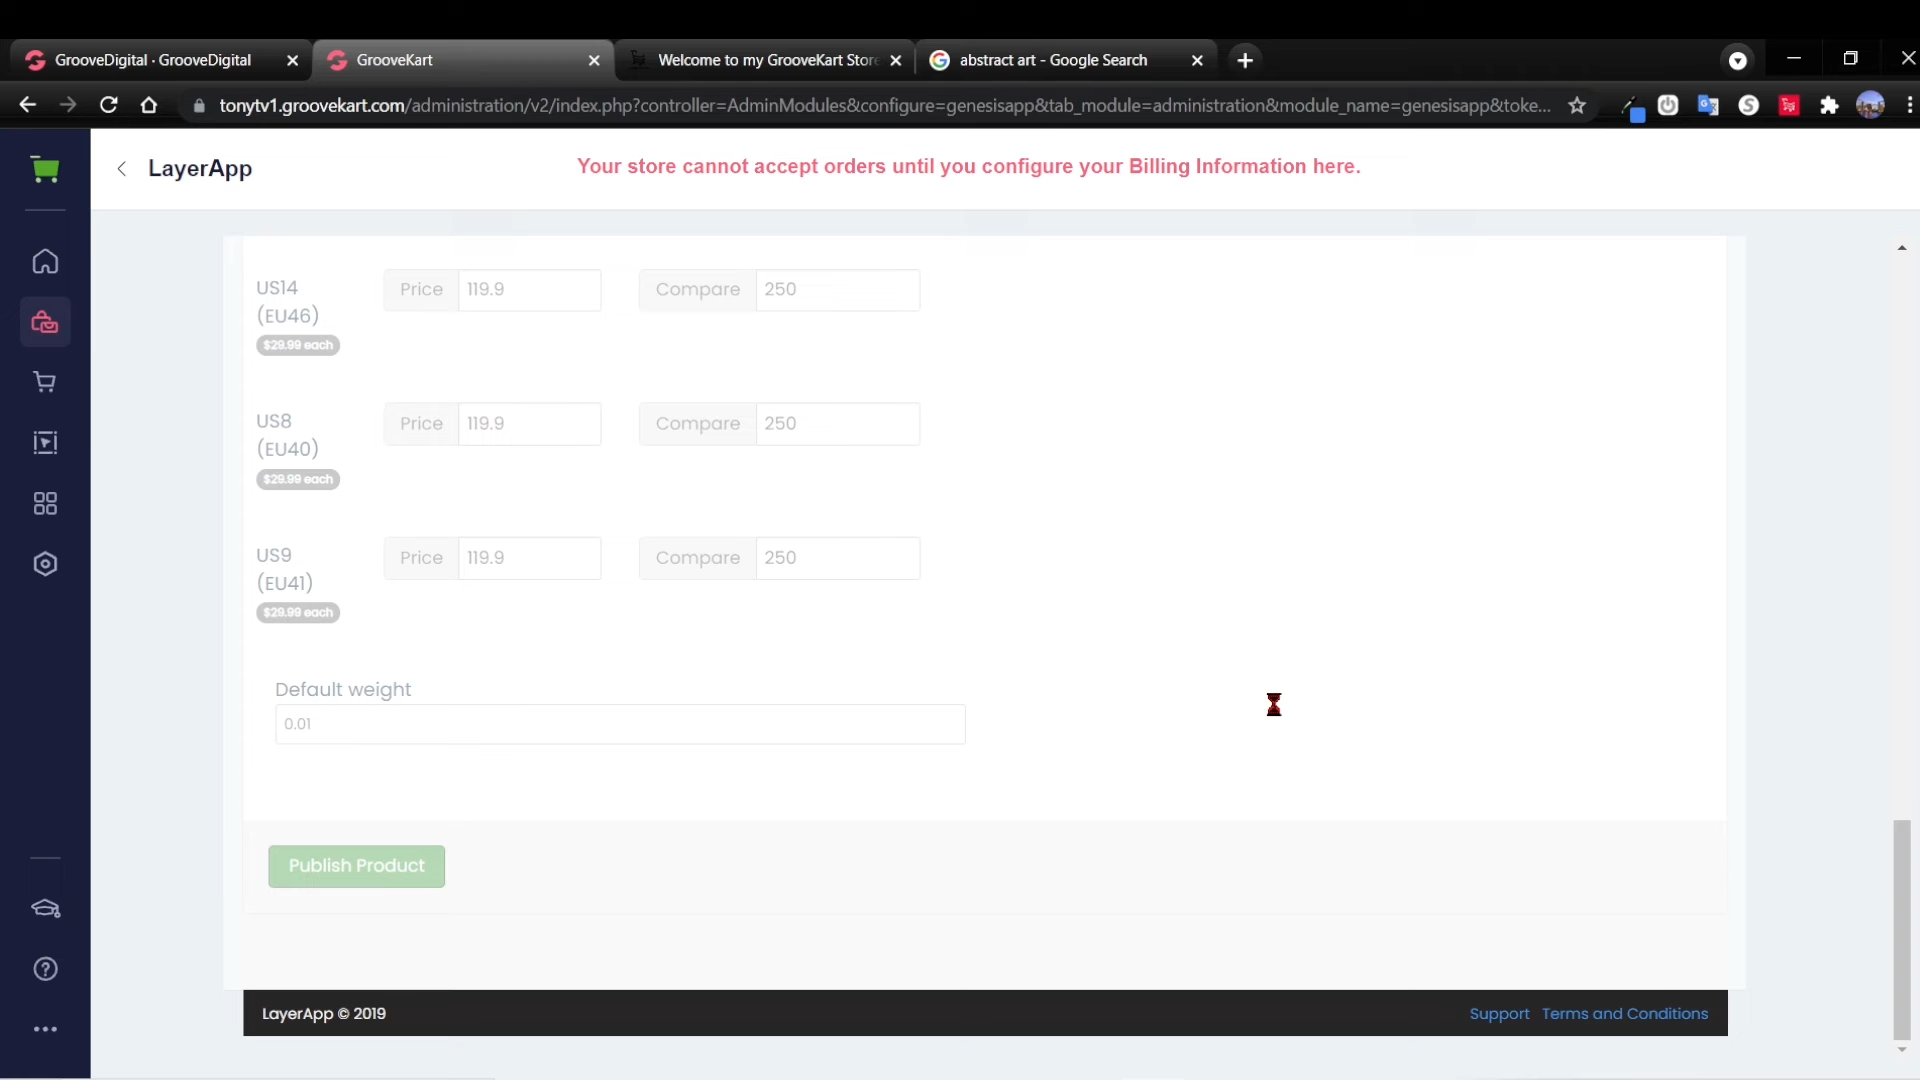 GrooveDigital · GrooveDigital
GrooveKart
Welcome to my GrooveKart Store
abstract art - Google Search
tonytv1.groovekart.com/administration/v2/index.php?controller=AdminModules&configure=genesisapp&tab_module=administration&module_name=genesisapp&toke...
LayerApp
Your store cannot accept orders until you configure your Billing Information here.
US14
(EU46)
$29.99 each
Price
119.9
Compare
250
US8
(EU40)
$29.99 each
Price
119.9
Compare
250
US9
(EU41)
$29.99 each
Price
119.9
Compare
250
Default weight
0.01
Publish Product
LayerApp © 2019
Support
Terms and Conditions